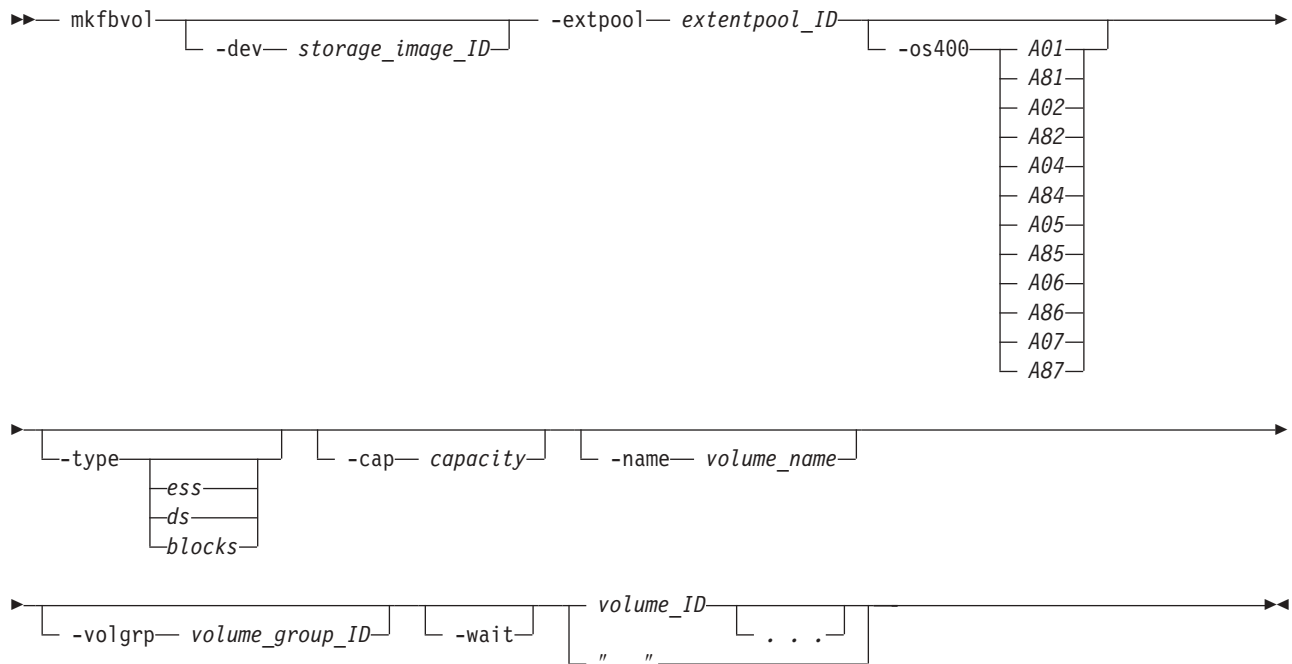 mkfbvol -extpool extentpool_ID
-dev storage_image_ID -os400 A01
A81
A02
A82
A04
A84
A05
A85
A06
A86
A07
A87
-type -cap capacity -name volume_name
ess
ds
blocks
volume_ID
-volgrp volume_group_ID -wait . . .
" "